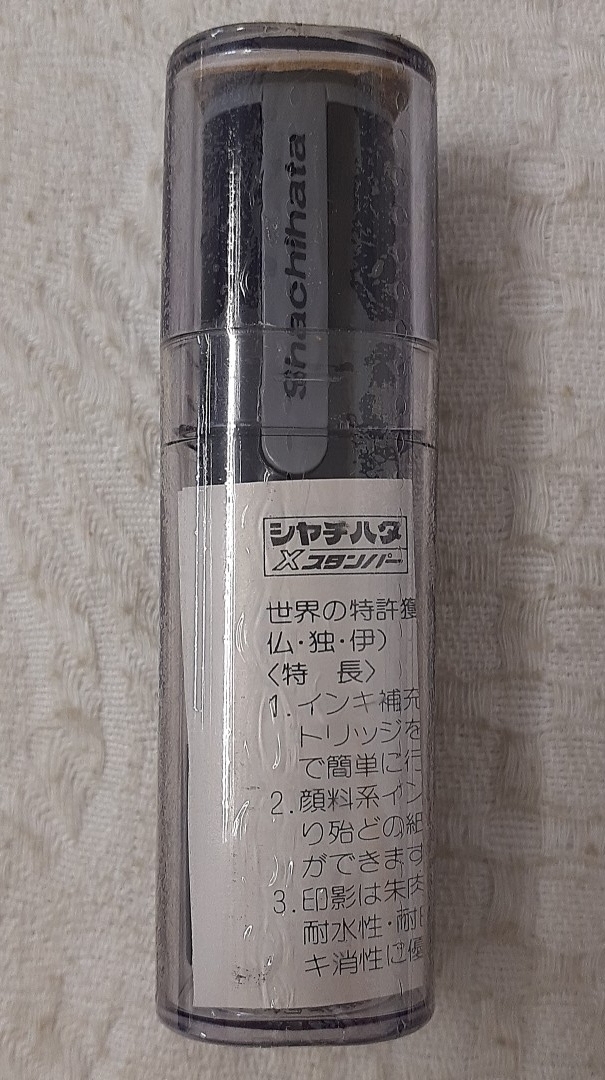 Shachihata
シヤチハタ
Xスタンパー
世界の特許獲
仏・独・伊)
〈特 長〉
1.インキ補充
トリッジを
で簡単に行
2.顔料系イン
り殆どの細
ができます
3.印影は朱肉
耐水性・耐
キ消性に優